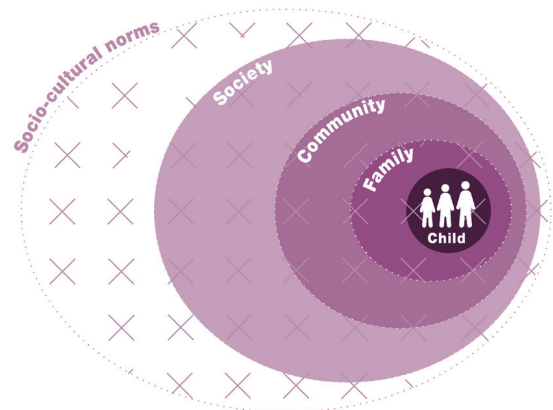 Socio-cultural norms
Society
Community
Family
Child